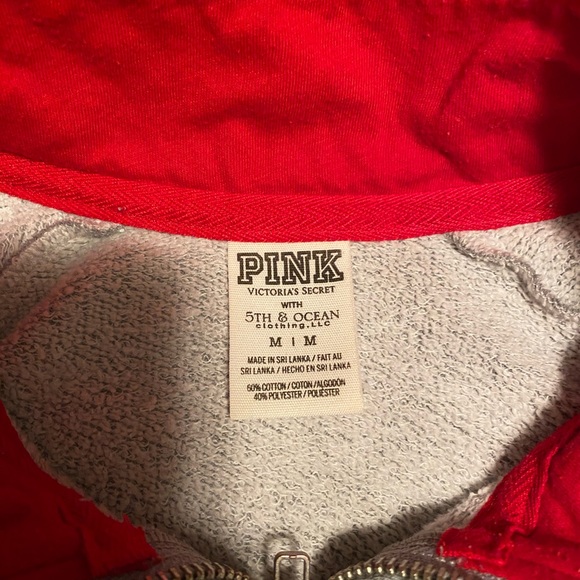 PINK
VICTORIA'S SECRET
WITH
5TH & OCEAN
clothing, LLC
M | M
MADE IN SRI LANKA / FAIT AU
SRI LANKA / HECHO EN SRI LANKA
60% COTTON / COTON / ALGODÓN
40% POLYESTER / POLIÉSTER